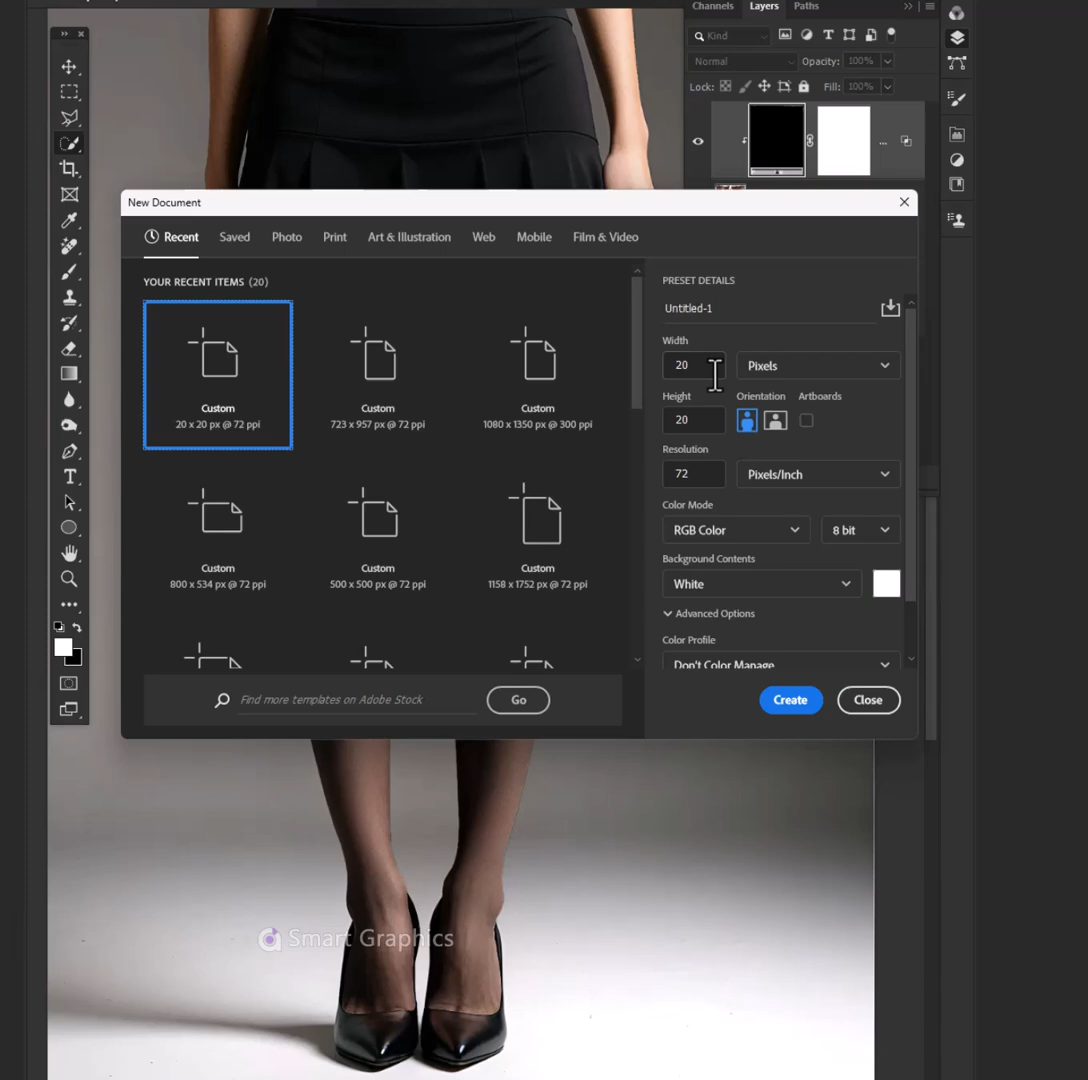 Channels Layers Paths
Kind
Normal Opacity: 100%
Lock: Fill: 100%
New Document
Recent Saved Photo Print Art & Illustration Web Mobile Film & Video
YOUR RECENT ITEMS (20)
Custom
20 x 20 px @ 72 ppi
Custom
723 x 957 px @ 72 ppi
Custom
1080 x 1350 px @ 300 ppi
Custom
800 x 534 px @ 72 ppi
Custom
500 x 500 px @ 72 ppi
Custom
1158 x 1752 px @ 72 ppi
Find more templates on Adobe Stock
Go
PRESET DETAILS
Untitled-1
Width
20 Pixels
Height Orientation Artboards
20
Resolution
72 Pixels/Inch
Color Mode
RGB Color 8 bit
Background Contents
White
Advanced Options
Color Profile
Don't Color Manage
Create Close
Smart Graphics